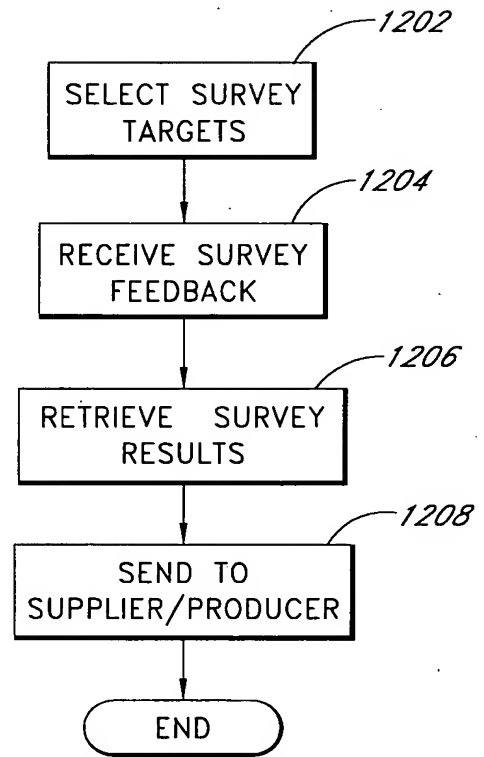 1202
SELECT SURVEY
TARGETS
1204
RECEIVE SURVEY
FEEDBACK
1206
RETRIEVE SURVEY
RESULTS
1208
SEND TO
SUPPLIER/PRODUCER
END